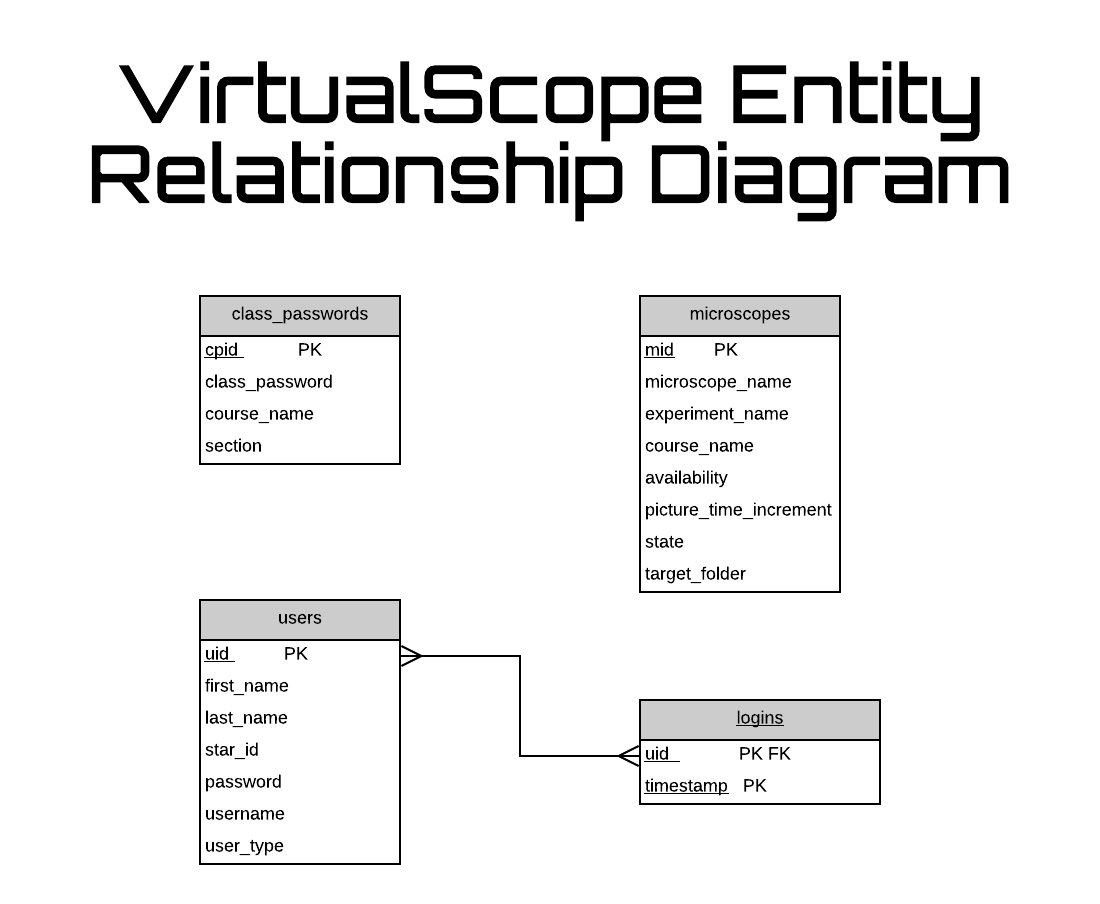 VirtualScope Entity
Relationship Diagram
class_passwords
cpid PK
class_password
course_name
section
microscopes
mid PK
microscope_name
experiment_name
course_name
availability
picture_time_increment
state
target_folder
users
uid PK
first_name
last_name
star_id
password
username
user_type
logins
uid PK FK
timestamp PK